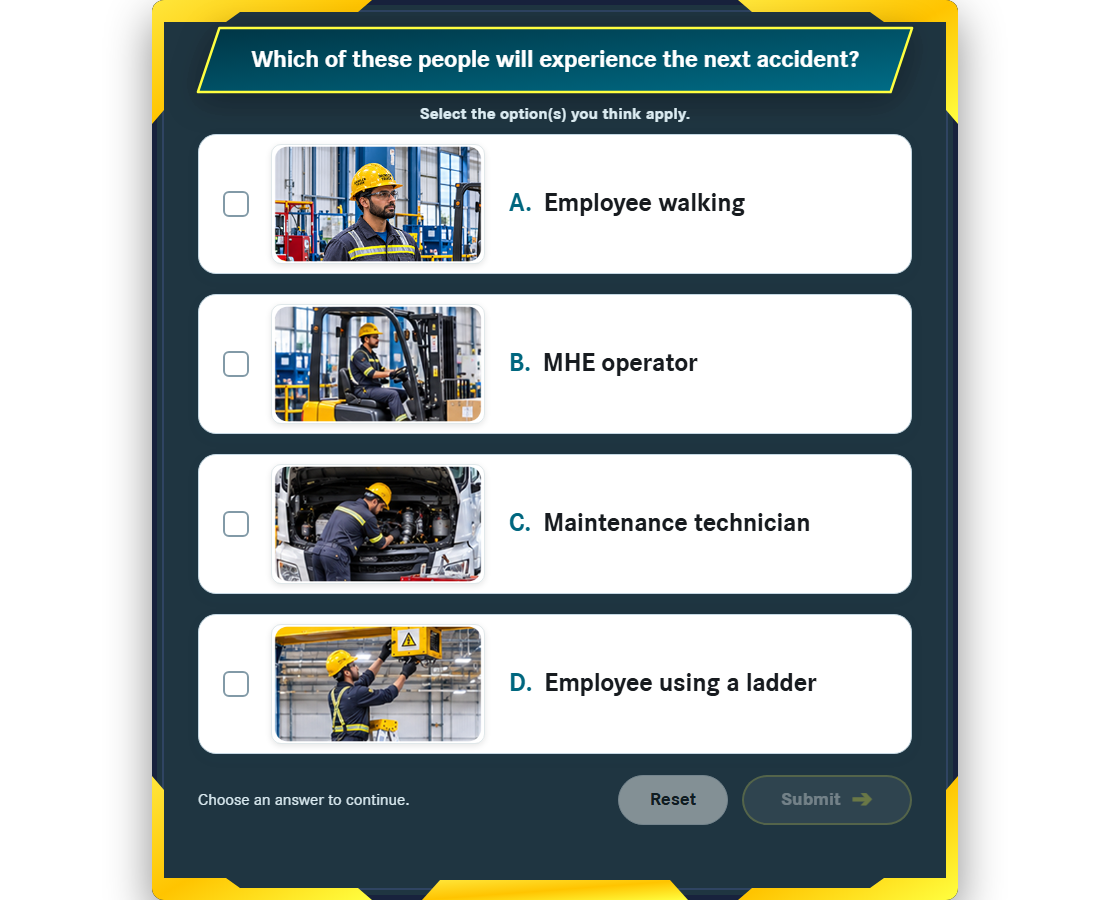 Which of these people will experience the next accident?
Select the option(s) you think apply.
A. Employee walking
B. MHE operator
C. Maintenance technician
D. Employee using a ladder
Choose an answer to continue.
Reset
Submit